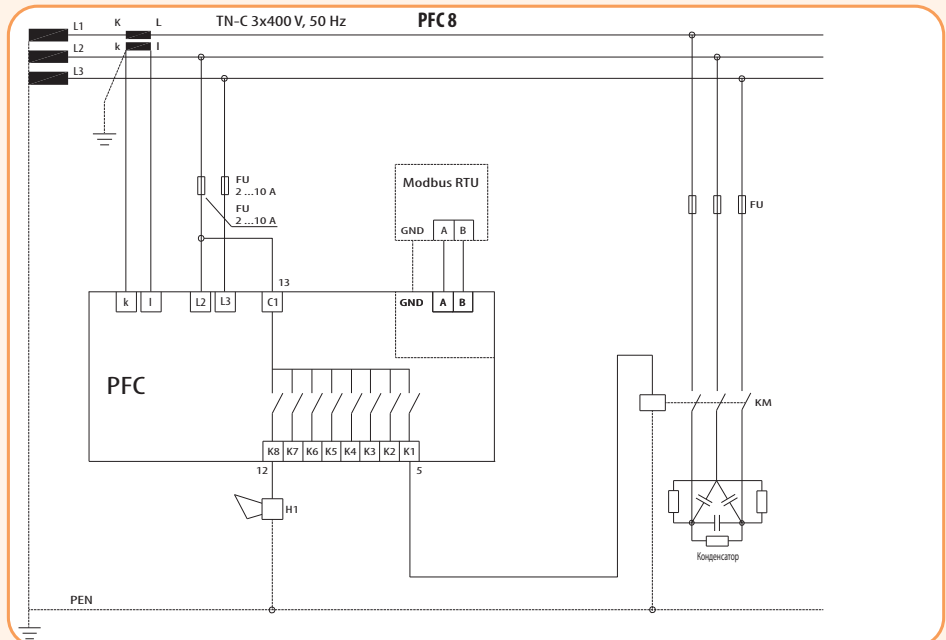 TN-C 3x400 V, 50 Hz
PFC 8
L1
K
L
L2
k
l
L3
FU
2 ...10 A
FU
2 ...10 A
Modbus RTU
GND
A
B
FU
13
k
l
L2
L3
C1
GND
A
B
PFC
KM
K8
K7
K6
K5
K4
K3
K2
K1
12
5
H1
Конденсатор
PEN